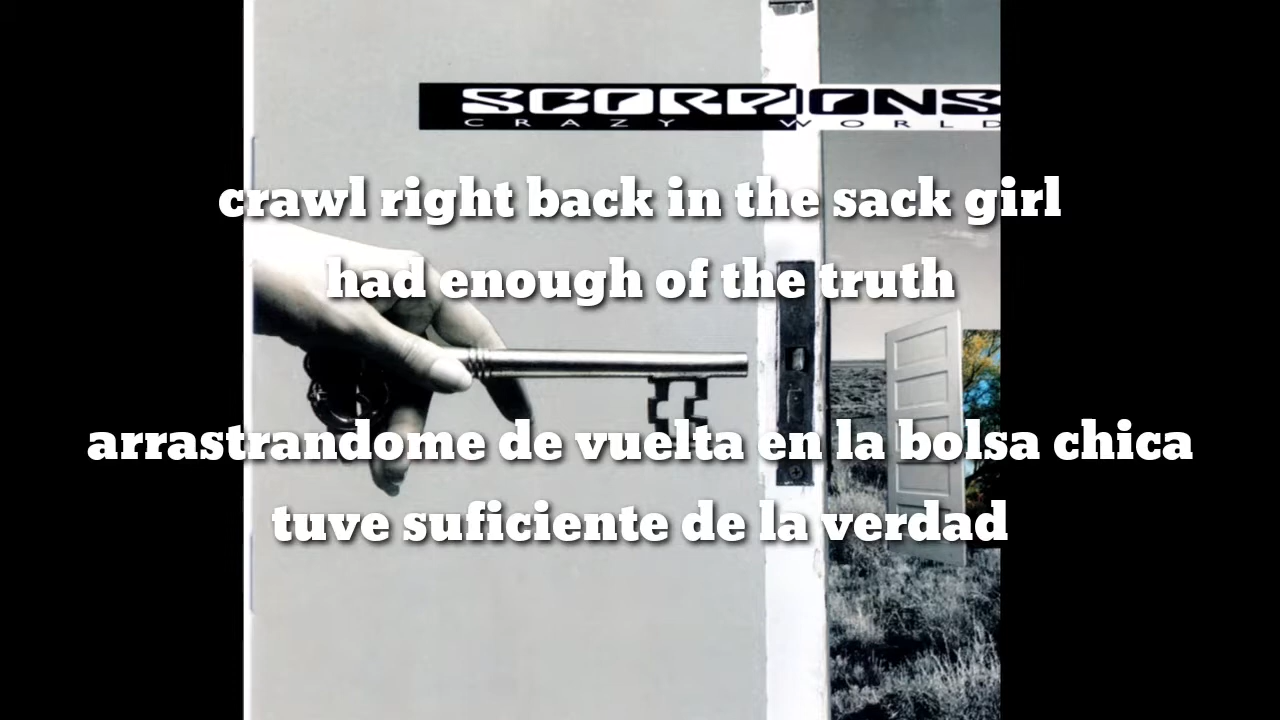 SCORPIONS
CRAZY WORLD
crawl right back in the sack girl
had enough of the truth
arrastrandome de vuelta en la bolsa chica
tuve suficiente de la verdad